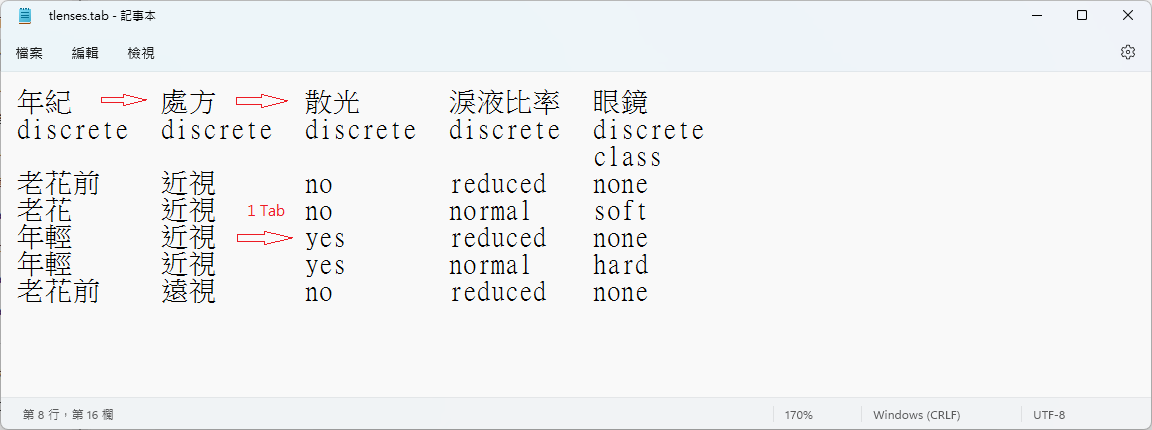 tlenses.tab - 記事本
檔案 編輯 檢視
年紀 處方 散光 淚液比率 眼鏡
discrete discrete discrete discrete discrete
class
老花前 近視 no reduced none
老花 近視 1 Tab no normal soft
年輕 近視 yes reduced none
年輕 近視 yes normal hard
老花前 遠視 no reduced none
第 8 行，第 16 欄 170% Windows (CRLF) UTF-8